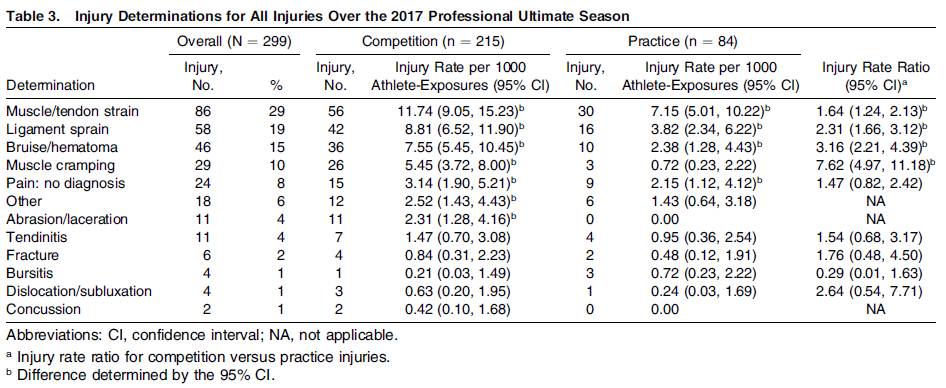 Table 3. Injury Determinations for All Injuries Over the 2017 Professional Ultimate Season
Overall (N = 299) Competition (n = 215) Practice (n = 84)
Determination Injury, No. % Injury, No. Injury Rate per 1000 Athlete-Exposures (95% CI) Injury, No. Injury Rate per 1000 Athlete-Exposures (95% CI) Injury Rate Ratio (95% CI)a
Muscle/tendon strain 86 29 56 11.74 (9.05, 15.23)b 30 7.15 (5.01, 10.22)b 1.64 (1.24, 2.13)b
Ligament sprain 58 19 42 8.81 (6.52, 11.90)b 16 3.82 (2.34, 6.22)b 2.31 (1.66, 3.12)b
Bruise/hematoma 46 15 36 7.55 (5.45, 10.45)b 10 2.38 (1.28, 4.43)b 3.16 (2.21, 4.39)b
Muscle cramping 29 10 26 5.45 (3.72, 8.00)b 3 0.72 (0.23, 2.22) 7.62 (4.97, 11.18)b
Pain: no diagnosis 24 8 15 3.14 (1.90, 5.21)b 9 2.15 (1.12, 4.12)b 1.47 (0.82, 2.42)
Other 18 6 12 2.52 (1.43, 4.43)b 6 1.43 (0.64, 3.18) NA
Abrasion/laceration 11 4 11 2.31 (1.28, 4.16)b 0 0.00 NA
Tendinitis 11 4 7 1.47 (0.70, 3.08) 4 0.95 (0.36, 2.54) 1.54 (0.68, 3.17)
Fracture 6 2 4 0.84 (0.31, 2.23) 2 0.48 (0.12, 1.91) 1.76 (0.48, 4.50)
Bursitis 4 1 1 0.21 (0.03, 1.49) 3 0.72 (0.23, 2.22) 0.29 (0.01, 1.63)
Dislocation/subluxation 4 1 3 0.63 (0.20, 1.95) 1 0.24 (0.03, 1.69) 2.64 (0.54, 7.71)
Concussion 2 1 2 0.42 (0.10, 1.68) 0 0.00 NA
Abbreviations: CI, confidence interval; NA, not applicable.
a Injury rate ratio for competition versus practice injuries.
b Difference determined by the 95% CI.